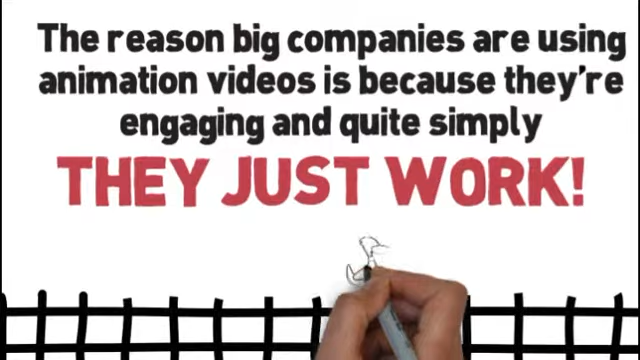 The reason big companies are using
animation videos is because they're
engaging and quite simply
THEY JUST WORK!